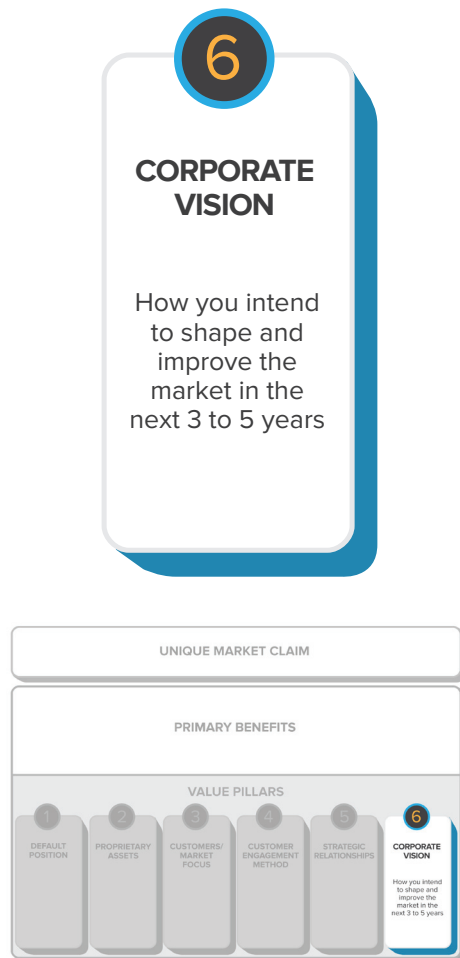 6
CORPORATE
VISION
How you intend
to shape and
improve the
market in the
next 3 to 5 years
UNIQUE MARKET CLAIM
PRIMARY BENEFITS
VALUE PILLARS
1
2
3
4
5
6
DEFAULT
POSITION
PROPRIETARY
ASSETS
CUSTOMERS/
MARKET
FOCUS
CUSTOMER
ENGAGEMENT
METHOD
STRATEGIC
RELATIONSHIPS
CORPORATE
VISION
How you intend
to shape and
improve the
market in the
next 3 to 5 years